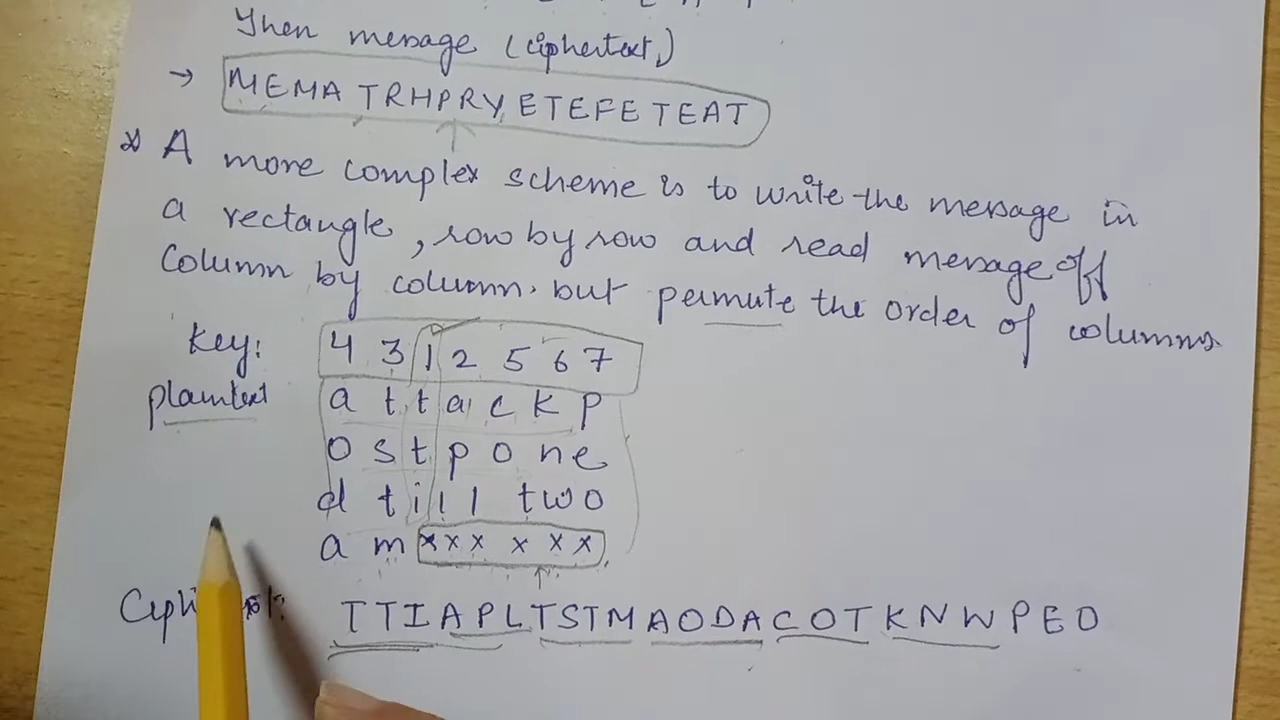 Then message (ciphertext)
→ MEMATRHPRYETEFETEAT
A more complex scheme is to write the message in
a rectangle, row by row and read message off
Column by column, but permute the order of columns.
Key: 4 3 1 2 5 6 7
plaintext a t t a c k p
o s t p o n e
d t i l l t w o
a m x x x x x x
TTIAPLTSTMAODACOTKNWPEO